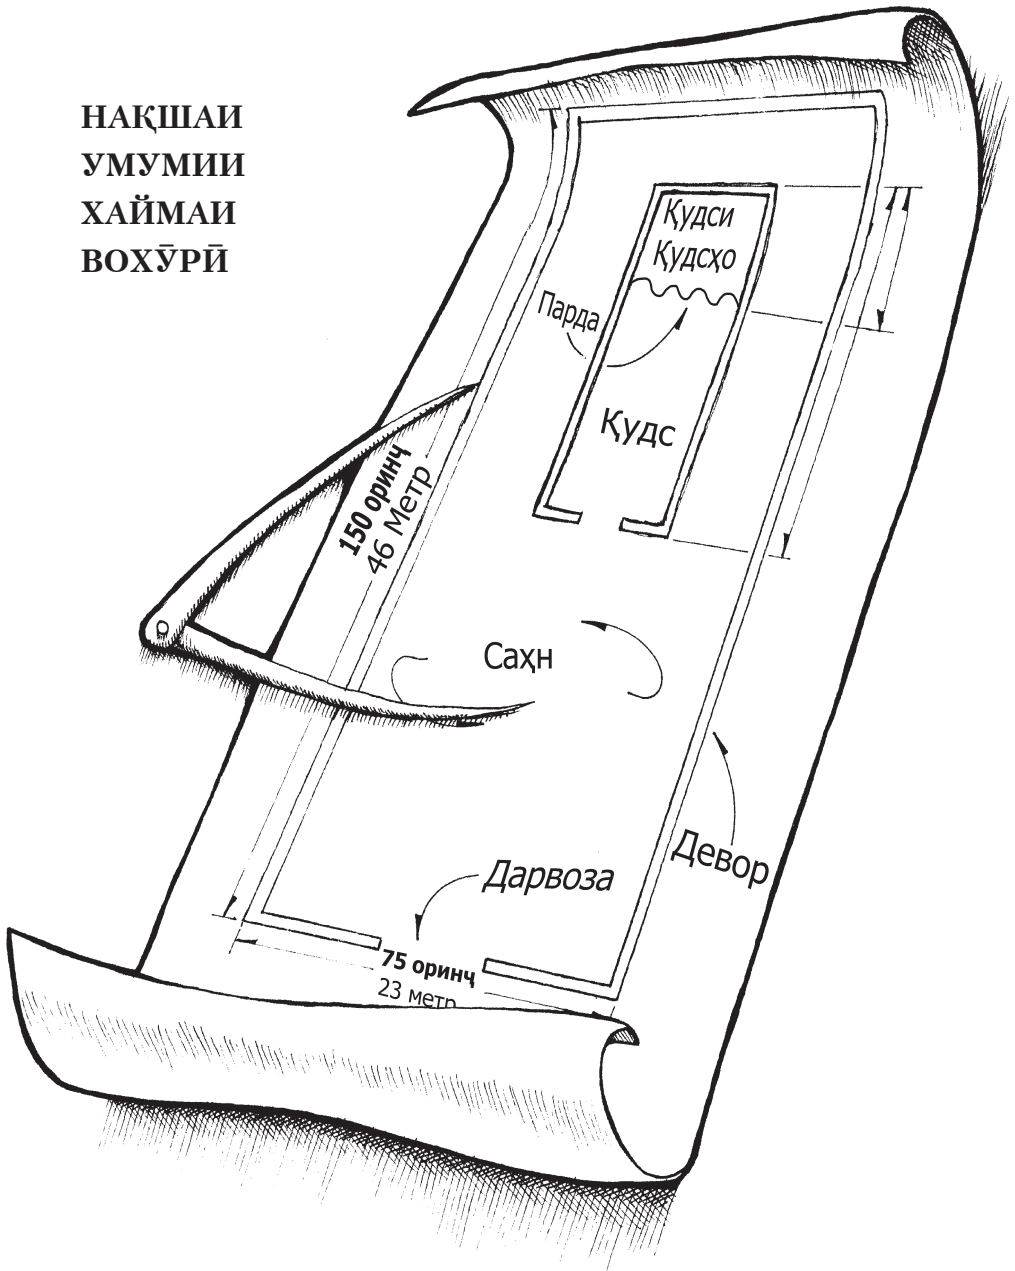 НАҚШАИ
УМУМИИ
ХАЙМАИ
ВОХӮРӢ
Қудси
Қудсҳо
Парда
Қудс
150 оринҷ
46 Метр
Саҳн
Девор
Дарвоза
75 оринҷ
23 метр